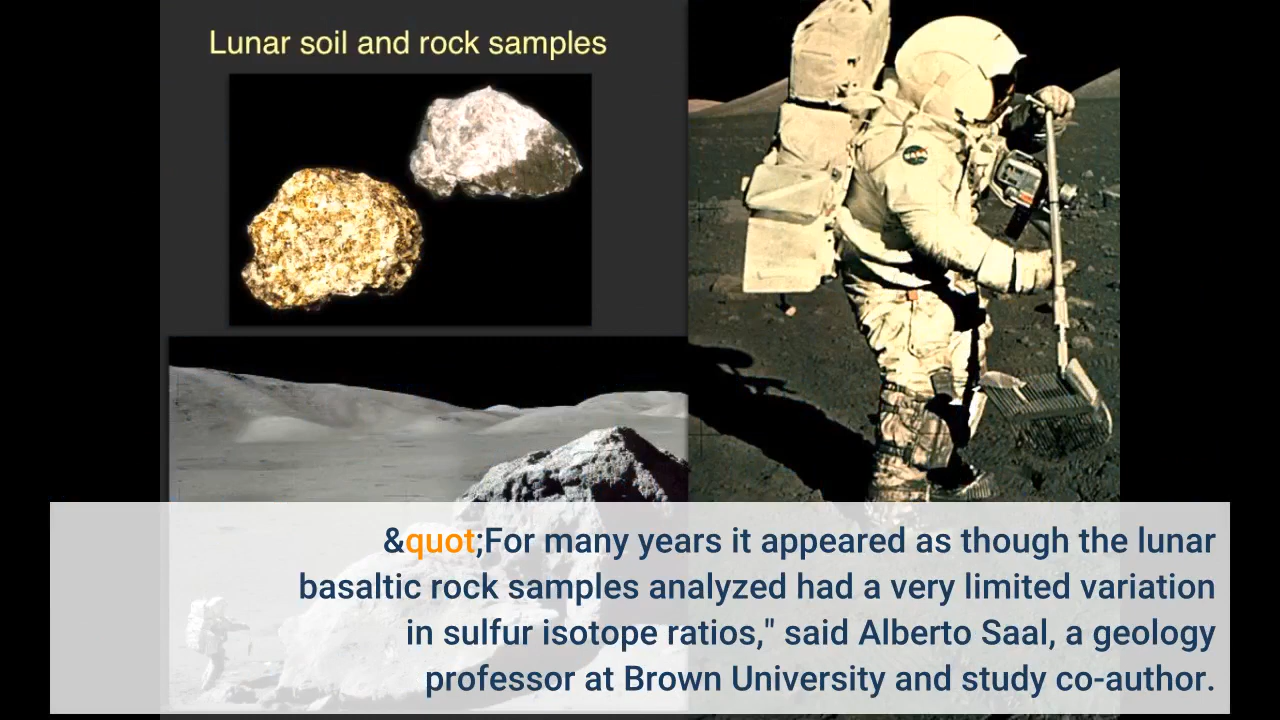 Lunar soil and rock samples
&quot;For many years it appeared as though the lunar
basaltic rock samples analyzed had a very limited variation
in sulfur isotope ratios," said Alberto Saal, a geology
professor at Brown University and study co-author.